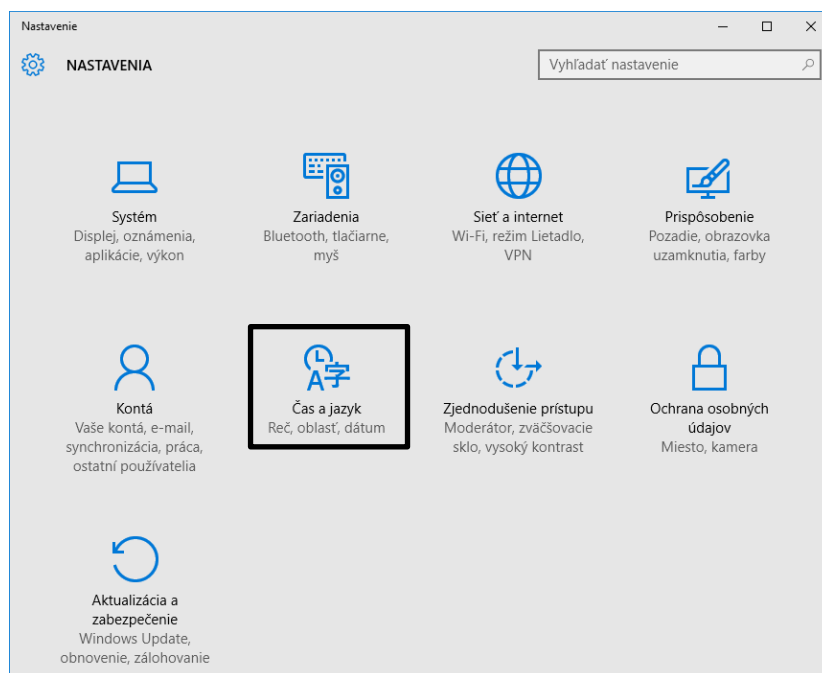 Nastavenie
NASTAVENIA
Vyhľadať nastavenie
Systém
Displej, oznámenia,
aplikácie, výkon
Zariadenia
Bluetooth, tlačiarne,
myš
Sieť a internet
Wi-Fi, režim Lietadlo,
VPN
Prispôsobenie
Pozadie, obrazovka
uzamknutia, farby
Kontá
Vaše kontá, e-mail,
synchronizácia, práca,
ostatní používatelia
Čas a jazyk
Reč, oblasť, dátum
Zjednodušenie prístupu
Moderátor, zväčšovacie
sklo, vysoký kontrast
Ochrana osobných
údajov
Miesto, kamera
Aktualizácia a
zabezpečenie
Windows Update,
obnovenie, zálohovanie